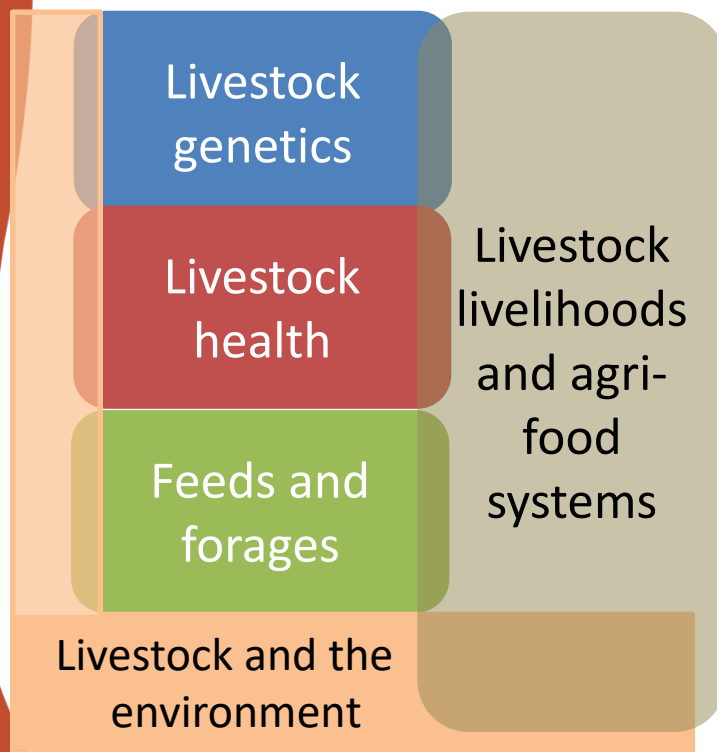 Livestock
genetics
Livestock
health
Feeds and
forages
Livestock
livelihoods
and agri-
food
systems
Livestock and the
environment